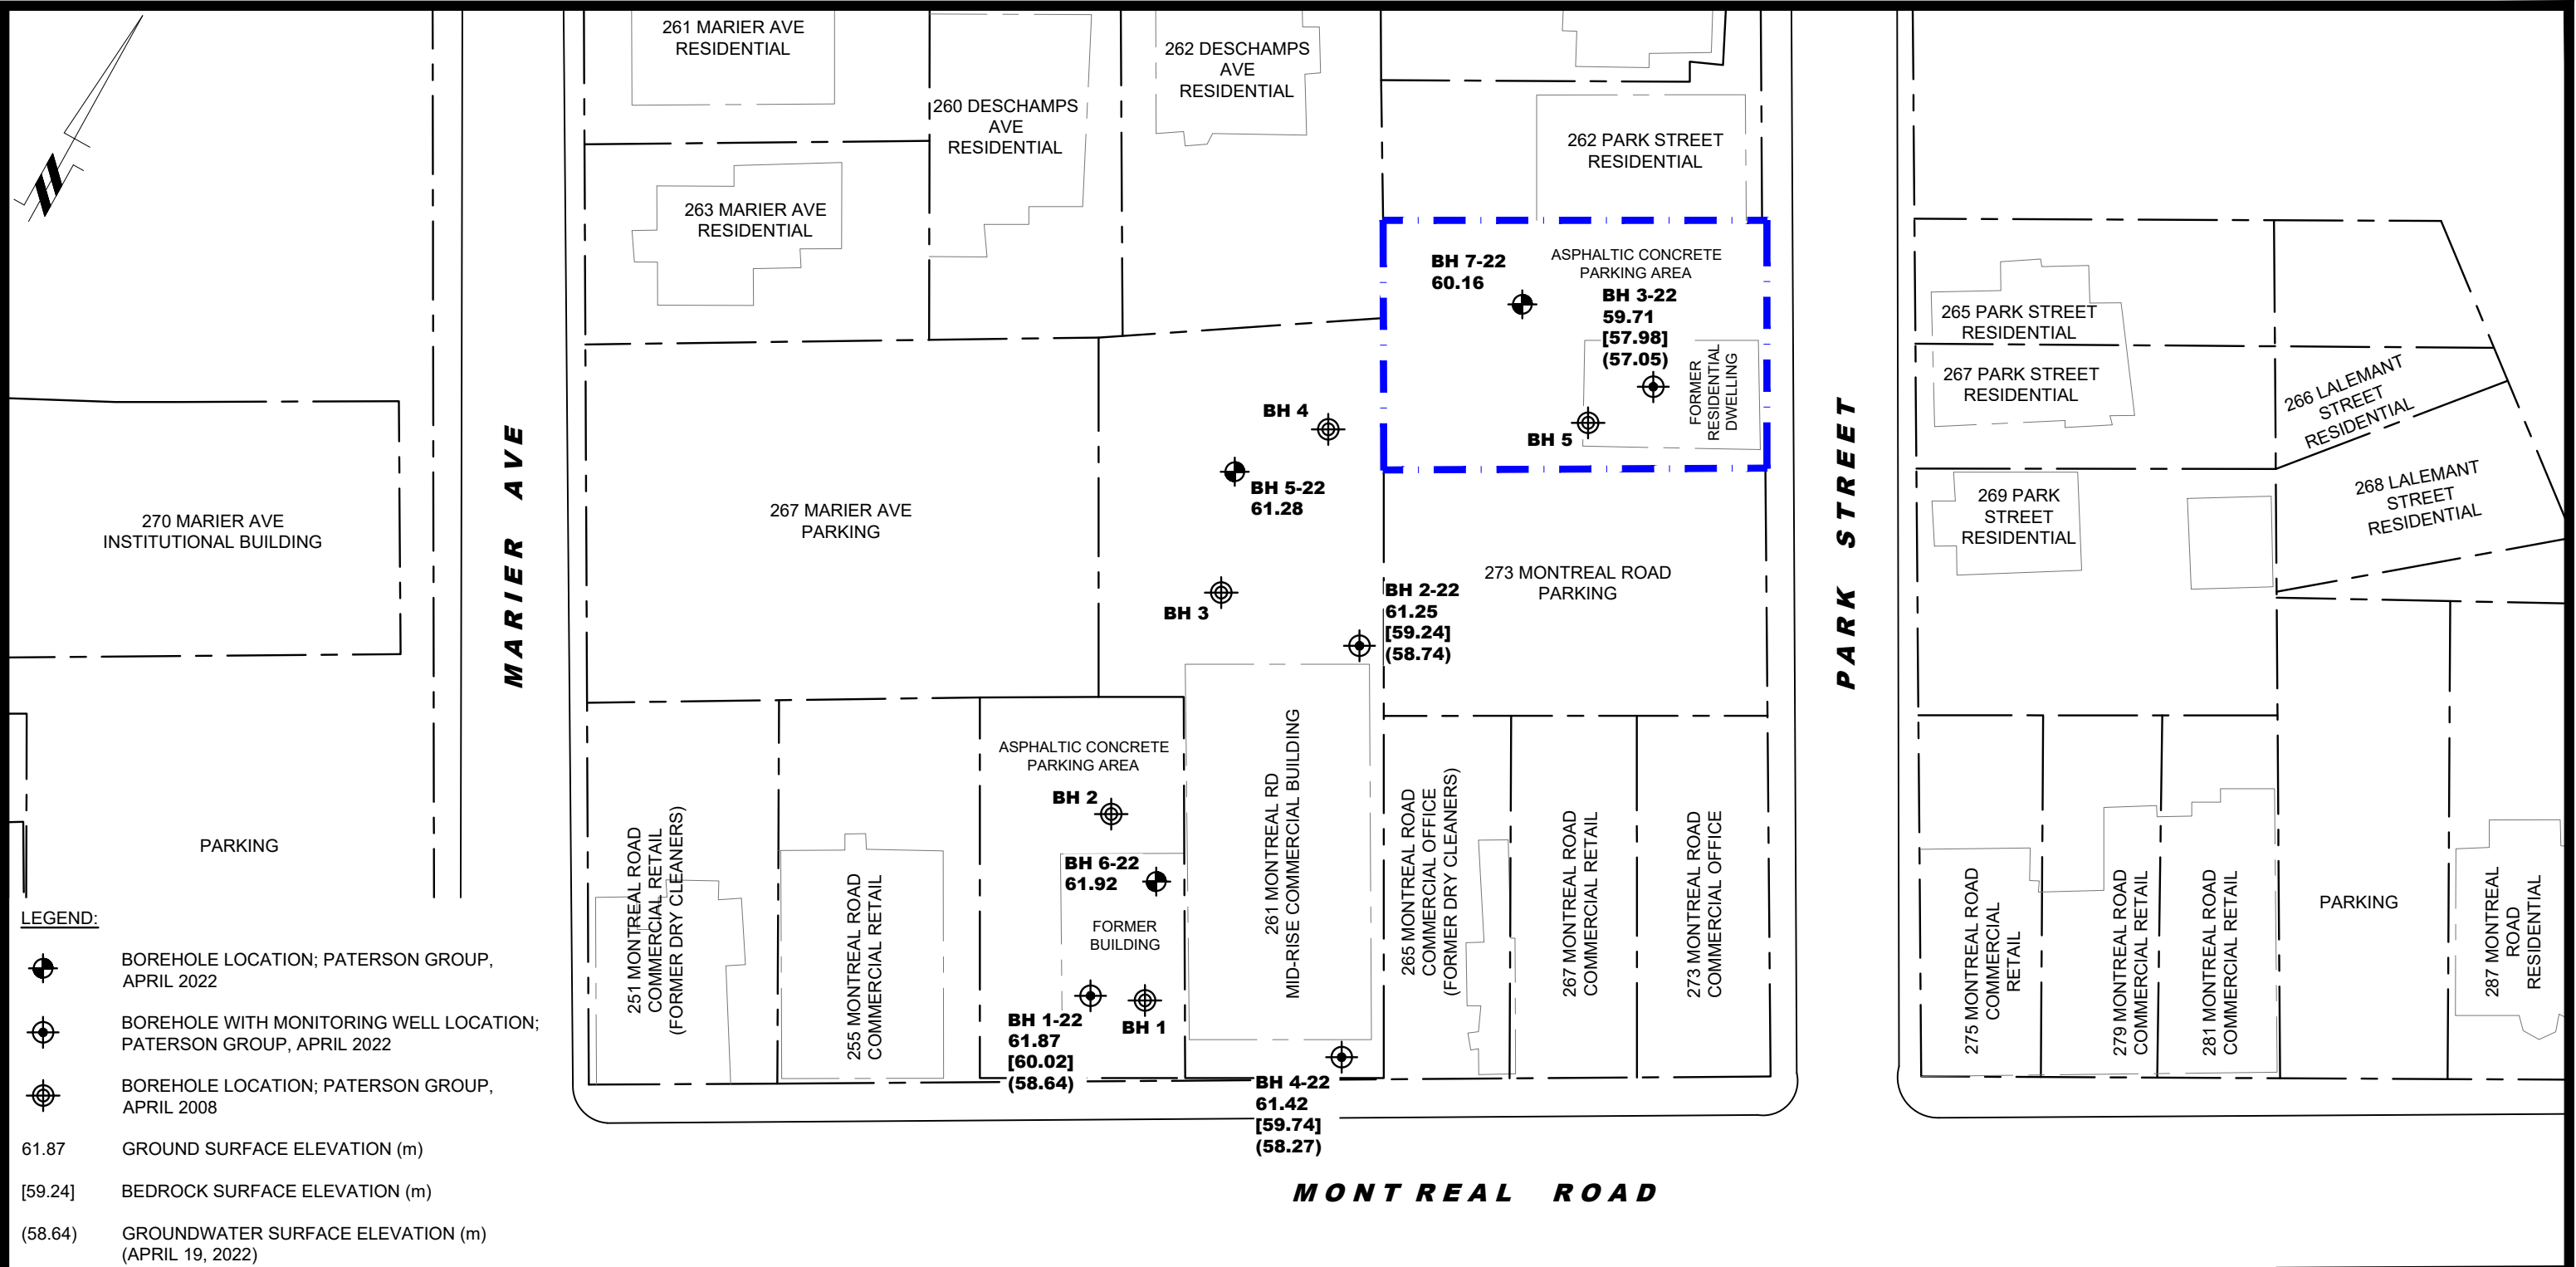 261 MARIER AVE
RESIDENTIAL
262 DESCHAMPS
AVE
RESIDENTIAL
260 DESCHAMPS
AVE
RESIDENTIAL
262 PARK STREET
RESIDENTIAL
263 MARIER AVE
RESIDENTIAL
BH 7-22
60.16
ASPHALTIC CONCRETE
PARKING AREA
BH 3-22
59.71
[57.98]
(57.05)
FORMER
RESIDENTIAL
DWELLING
BH 5
265 PARK STREET
RESIDENTIAL
267 PARK STREET
RESIDENTIAL
266 LALEMANT
STREET
RESIDENTIAL
268 LALEMANT
STREET
RESIDENTIAL
269 PARK
STREET
RESIDENTIAL
BH 4
BH 5-22
61.28
MARIER AVE
PARK STREET
270 MARIER AVE
INSTITUTIONAL BUILDING
267 MARIER AVE
PARKING
BH 3
BH 2-22
61.25
[59.24]
(58.74)
273 MONTREAL ROAD
PARKING
ASPHALTIC CONCRETE
PARKING AREA
BH 2
BH 6-22
61.92
FORMER
BUILDING
BH 1-22
61.87
[60.02]
(58.64)
BH 1
PARKING
251 MONTREAL ROAD
COMMERCIAL RETAIL
(FORMER DRY CLEANERS)
255 MONTREAL ROAD
COMMERCIAL RETAIL
261 MONTREAL RD
MID-RISE COMMERCIAL BUILDING
265 MONTREAL ROAD
COMMERCIAL OFFICE
(FORMER DRY CLEANERS)
267 MONTREAL ROAD
COMMERCIAL RETAIL
273 MONTREAL ROAD
COMMERCIAL OFFICE
275 MONTREAL ROAD
COMMERCIAL
RETAIL
279 MONTREAL ROAD
COMMERCIAL RETAIL
281 MONTREAL ROAD
COMMERCIAL RETAIL
PARKING
287 MONTREAL
ROAD
RESIDENTIAL
BH 4-22
61.42
[59.74]
(58.27)
MONTREAL ROAD
LEGEND:
BOREHOLE LOCATION; PATERSON GROUP,
APRIL 2022
BOREHOLE WITH MONITORING WELL LOCATION;
PATERSON GROUP, APRIL 2022
BOREHOLE LOCATION; PATERSON GROUP,
APRIL 2008
61.87 GROUND SURFACE ELEVATION (m)
[59.24] BEDROCK SURFACE ELEVATION (m)
(58.64) GROUNDWATER SURFACE ELEVATION (m)
(APRIL 19, 2022)